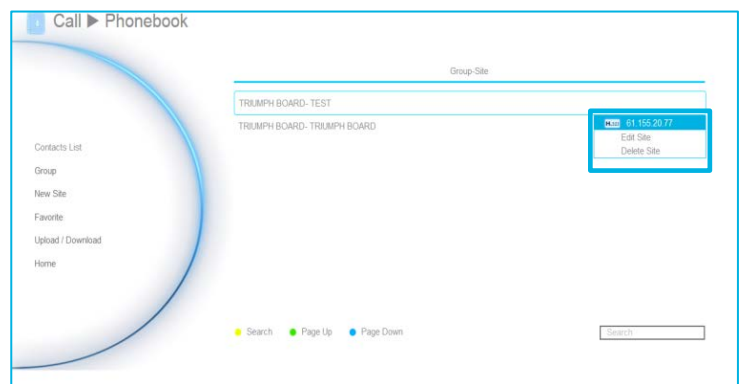 Call ▶ Phonebook
Group-Site
TRIUMPH BOARD- TEST
TRIUMPH BOARD- TRIUMPH BOARD
H.323 61.155.20.77
Edit Site
Delete Site
Contacts List
Group
New Site
Favorite
Upload / Download
Home
Search Page Up Page Down
Search